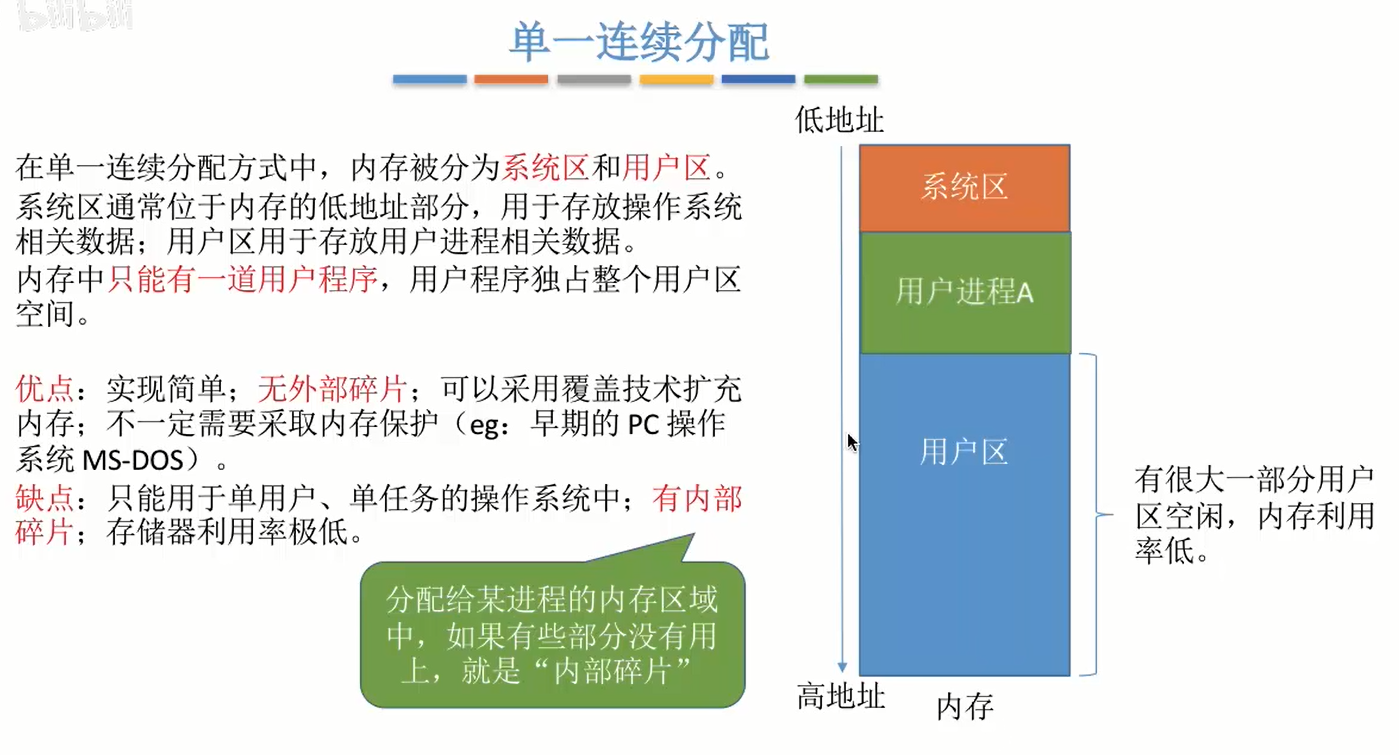 bilibili
单一连续分配
在单一连续分配方式中，内存被分为系统区和用户区。
系统区通常位于内存的低地址部分，用于存放操作系统
相关数据；用户区用于存放用户进程相关数据。
内存中只能有一道用户程序，用户程序独占整个用户区
空间。
优点：实现简单；无外部碎片；可以采用覆盖技术扩充
内存；不一定需要采取内存保护（eg：早期的 PC 操作
系统 MS-DOS）。
缺点：只能用于单用户、单任务的操作系统中；有内部
碎片；存储器利用率极低。
分配给某进程的内存区域
中，如果有些部分没有用
上，就是“内部碎片”
低地址
系统区
用户进程A
用户区
高地址
内存
有很大一部分用户
区空闲，内存利用
率低。